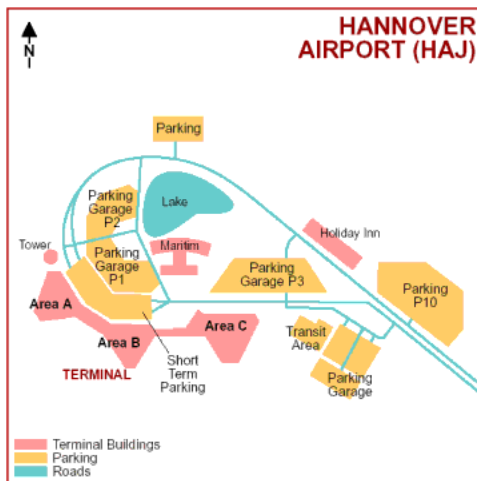 HANNOVER
AIRPORT (HAJ)
N
Parking
Parking
Garage
P2
Lake
Tower
Maritim
Holiday Inn
Parking
Garage
P1
Parking
Garage P3
Parking
P10
Area A
Area B
Area C
Transit
Area
Short
Term
Parking
TERMINAL
Parking
Garage
Terminal Buildings
Parking
Roads